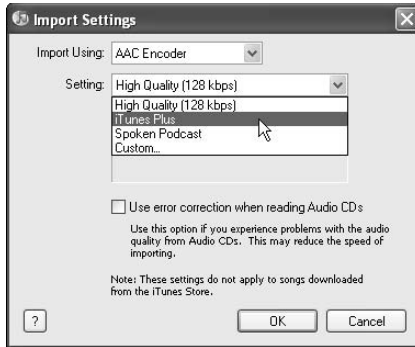 Import Settings
Import Using: AAC Encoder
Setting: High Quality (128 kbps)
High Quality (128 kbps)
iTunes Plus
Spoken Podcast
Custom...
Use error correction when reading Audio CDs
Use this option if you experience problems with the audio
quality from Audio CDs. This may reduce the speed of
importing.
Note: These settings do not apply to songs downloaded
from the iTunes Store.
? OK Cancel